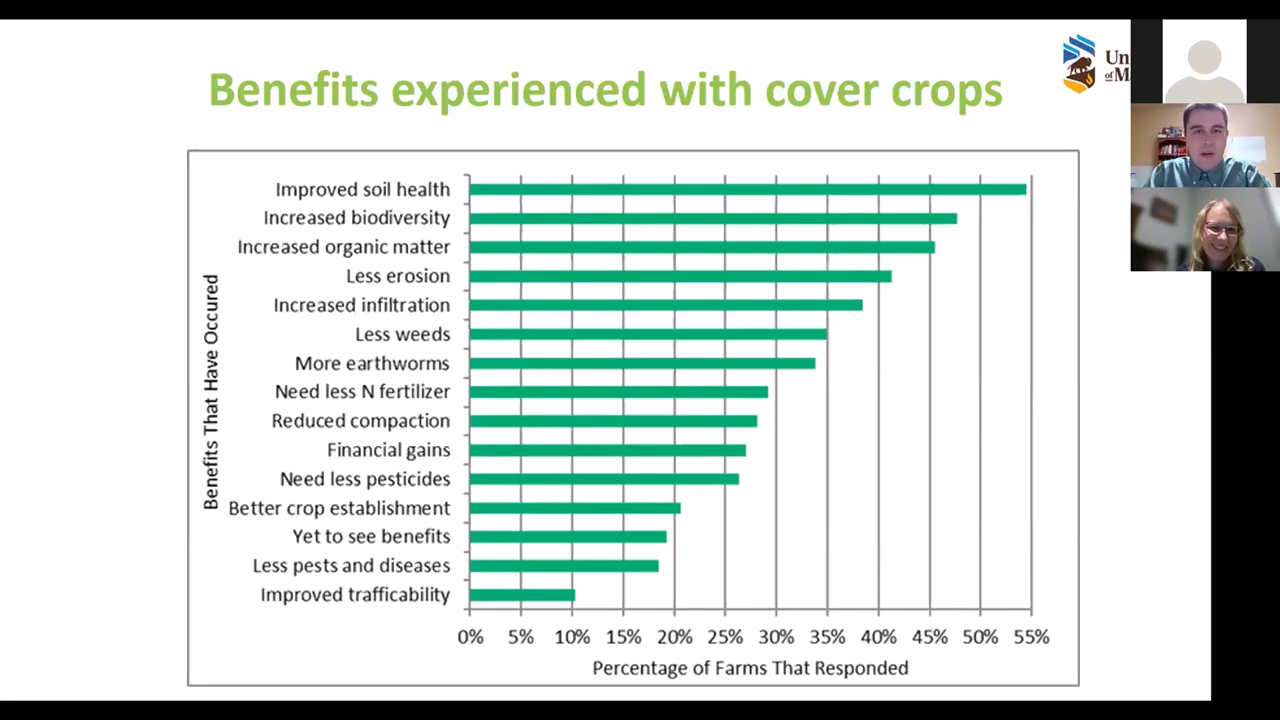 Benefits experienced with cover crops
Un
of M
Benefits That Have Occured
Improved soil health
Increased biodiversity
Increased organic matter
Less erosion
Increased infiltration
Less weeds
More earthworms
Need less N fertilizer
Reduced compaction
Financial gains
Need less pesticides
Better crop establishment
Yet to see benefits
Less pests and diseases
Improved trafficability
0% 5% 10% 15% 20% 25% 30% 35% 40% 45% 50% 55%
Percentage of Farms That Responded